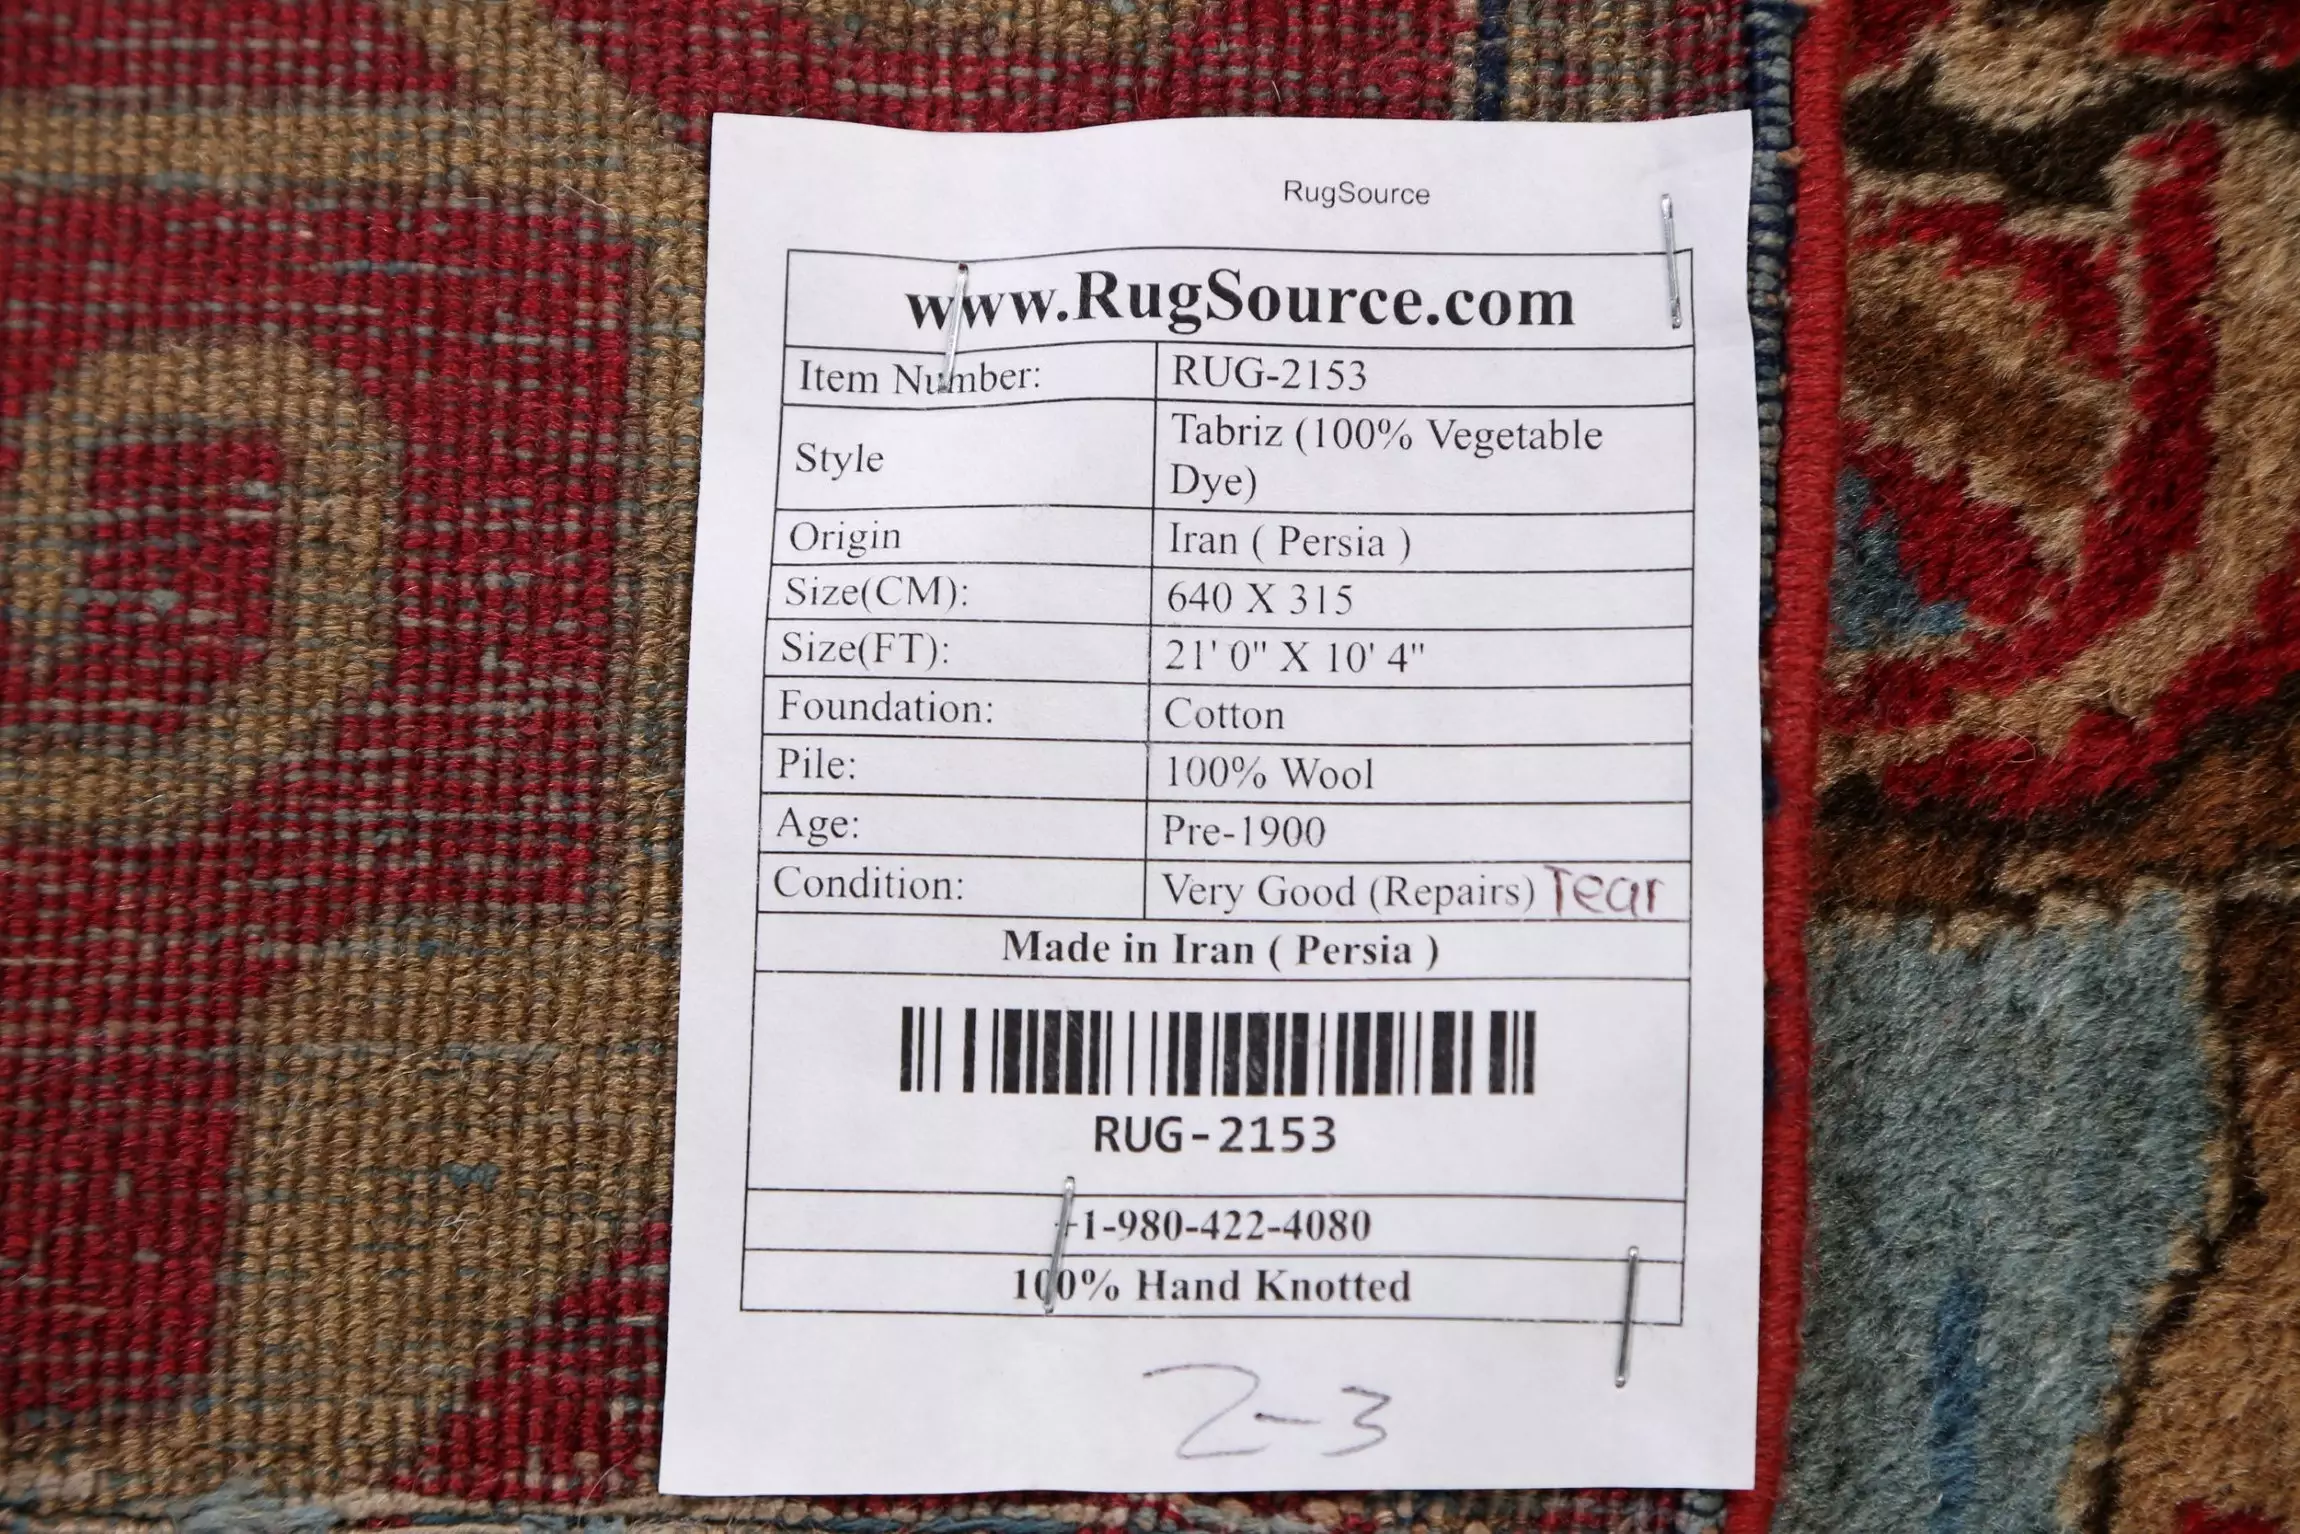 RugSource
www.RugSource.com
Item Number: RUG-2153
Style Tabriz (100% Vegetable
Dye)
Origin Iran ( Persia )
Size(CM): 640 X 315
Size(FT): 21' 0" X 10' 4"
Foundation: Cotton
Pile: 100% Wool
Age: Pre-1900
Condition: Very Good (Repairs) Tear
Made in Iran ( Persia )
RUG-2153
+1-980-422-4080
100% Hand Knotted
2-3